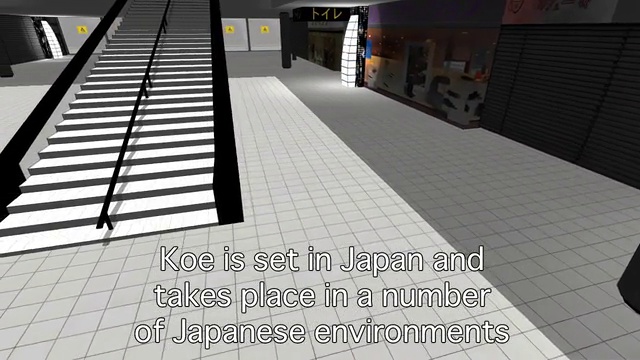 トイレ
Koe is set in Japan and
takes place in a number
of Japanese environments